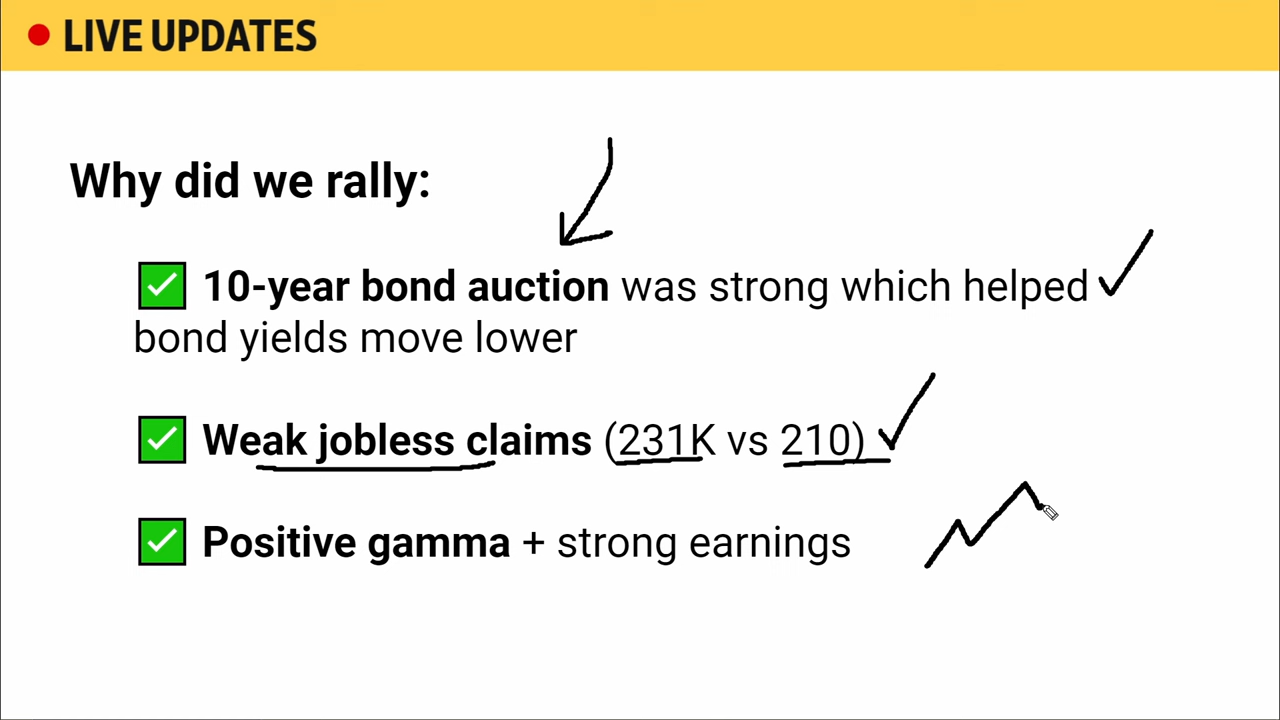 LIVE UPDATES
Why did we rally:
10-year bond auction was strong which helped
bond yields move lower
Weak jobless claims (231K vs 210)
Positive gamma + strong earnings